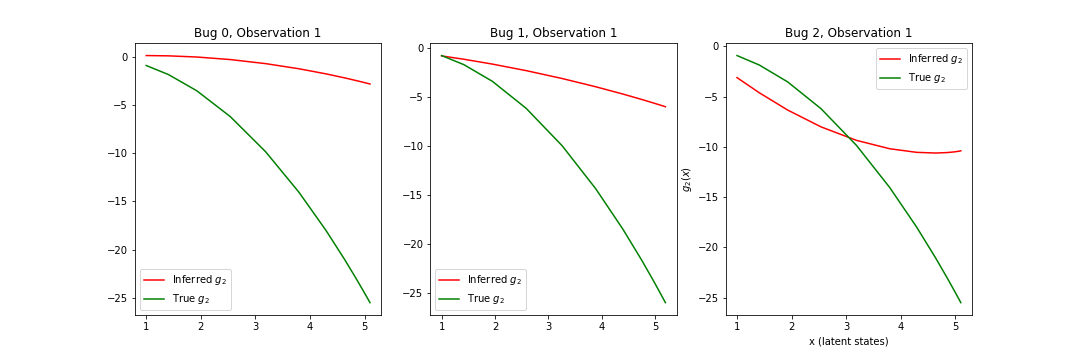 Bug 0, Observation 1
0
−5
−10
−15
−20
−25
Inferred g₂
True g₂
1 2 3 4 5
Bug 1, Observation 1
0
−5
−10
−15
−20
−25
Inferred g₂
True g₂
1 2 3 4 5
Bug 2, Observation 1
g₂(x)
0
−5
−10
−15
−20
−25
Inferred g₂
True g₂
1 2 3 4 5
x (latent states)